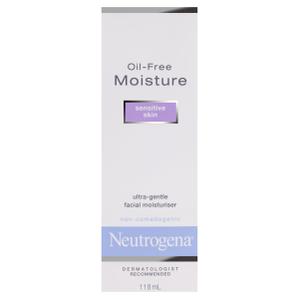 Oil-Free
Moisture
sensitive
skin
ultra-gentle
facial moisturiser
non-comedogenic
Neutrogena®
DERMATOLOGIST
RECOMMENDED
118 mL